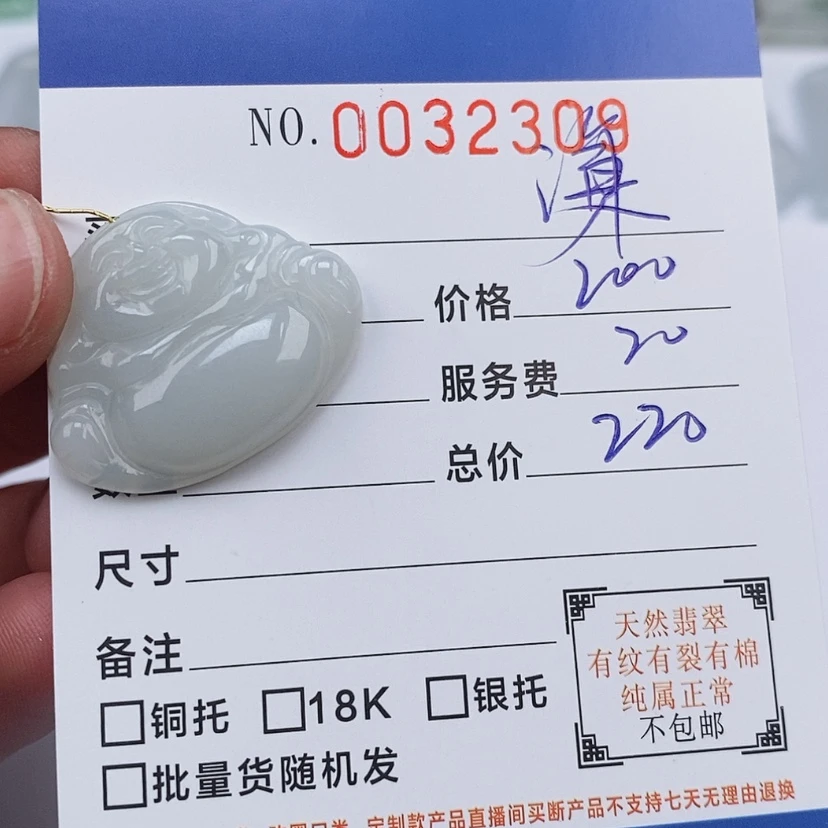 NO.0032309
价格 200
服务费 20
总价 220
尺寸
备注
天然翡翠
有纹有裂有棉
纯属正常
不包邮
□铜托 □18K □银托
□批量货随机发
定制款产品直播间买断产品不支持七天无理由退换